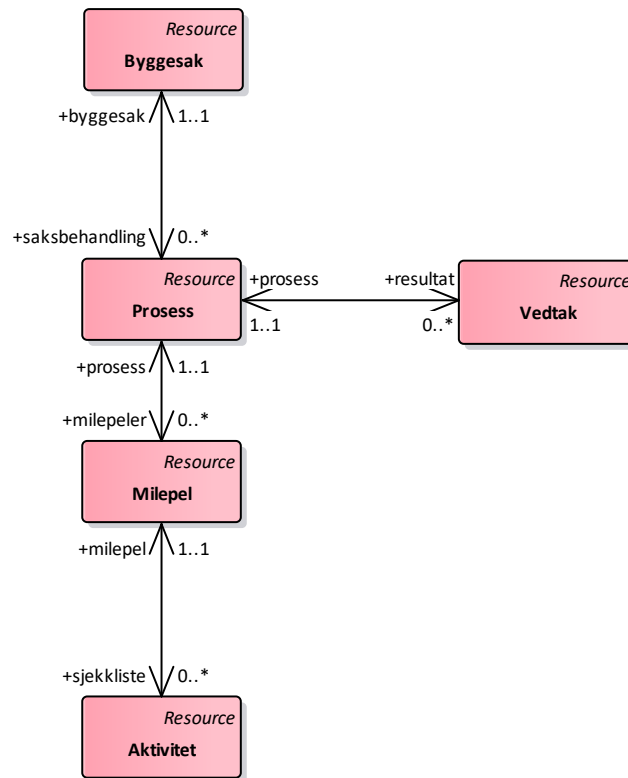 Resource
Byggesak
+byggesak 1..1
+saksbehandling 0..*
Resource
Prosess
+prosess +resultat
1..1 0..*
Resource
Vedtak
+prosess 1..1
+milepeler 0..*
Resource
Milepel
+milepel 1..1
+sjekkliste 0..*
Resource
Aktivitet